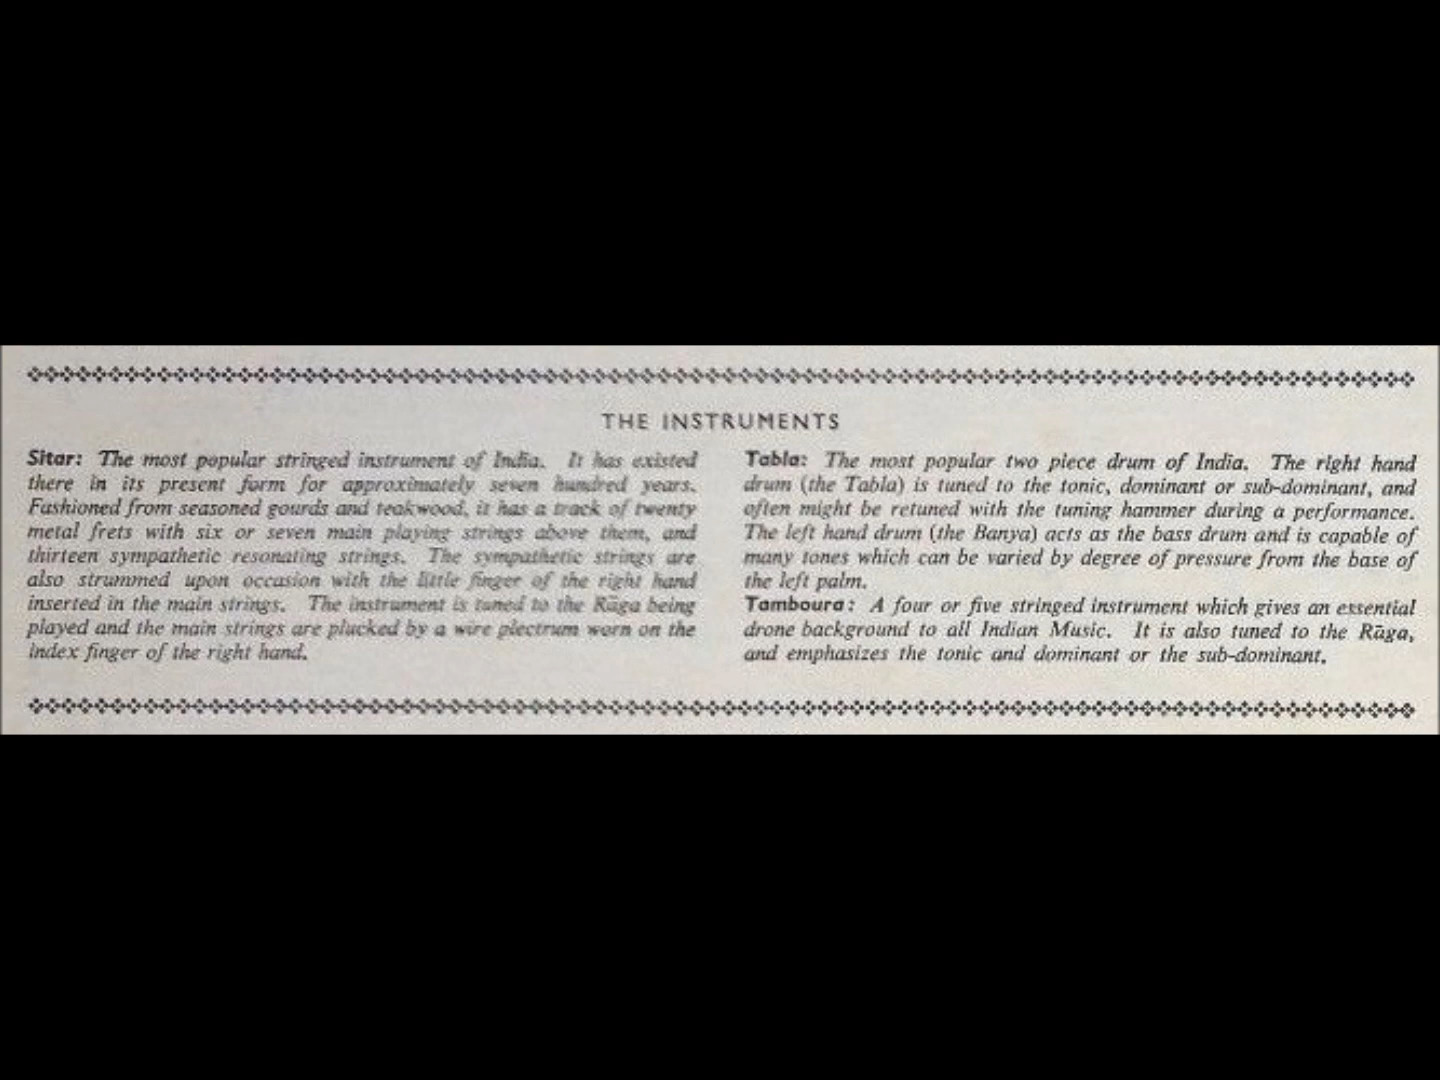 THE INSTRUMENTS
Sitar: The most popular stringed instrument of India. It has existed
there in its present form for approximately seven hundred years.
Fashioned from seasoned gourds and teakwood, it has a track of twenty
metal frets with six or seven main playing strings above them, and
thirteen sympathetic resonating strings. The sympathetic strings are
also strummed upon occasion with the little finger of the right hand
inserted in the main strings. The instrument is tuned to the Rāga being
played and the main strings are plucked by a wire plectrum worn on the
index finger of the right hand.
Tabla: The most popular two piece drum of India. The right hand
drum (the Tabla) is tuned to the tonic, dominant or sub-dominant, and
often might be retuned with the tuning hammer during a performance.
The left hand drum (the Banya) acts as the bass drum and is capable of
many tones which can be varied by degree of pressure from the base of
the left palm.
Tamboura: A four or five stringed instrument which gives an essential
drone background to all Indian Music. It is also tuned to the Rāga,
and emphasizes the tonic and dominant or the sub-dominant.